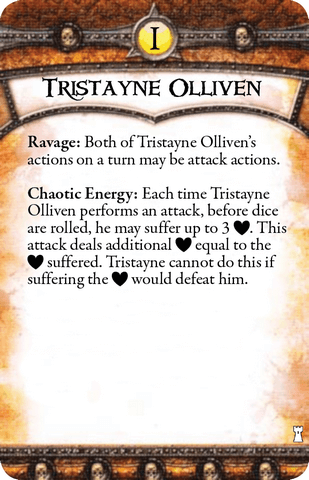 I
Tristayne Olliven
Ravage: Both of Tristayne Olliven's
actions on a turn may be attack actions.
Chaotic Energy: Each time Tristayne
Olliven performs an attack, before dice
are rolled, he may suffer up to 3 ♥. This
attack deals additional ♥ equal to the
♥ suffered. Tristayne cannot do this if
suffering the ♥ would defeat him.